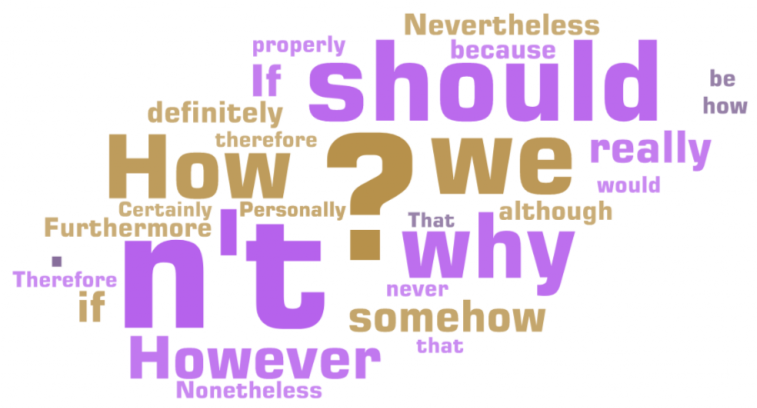 Nevertheless
properly
because
If
should
be
how
definitely
therefore
How
?
we
really
would
Certainly
Personally
That
although
Furthermore
n't
why
.
Therefore
if
never
somehow
that
However
Nonetheless